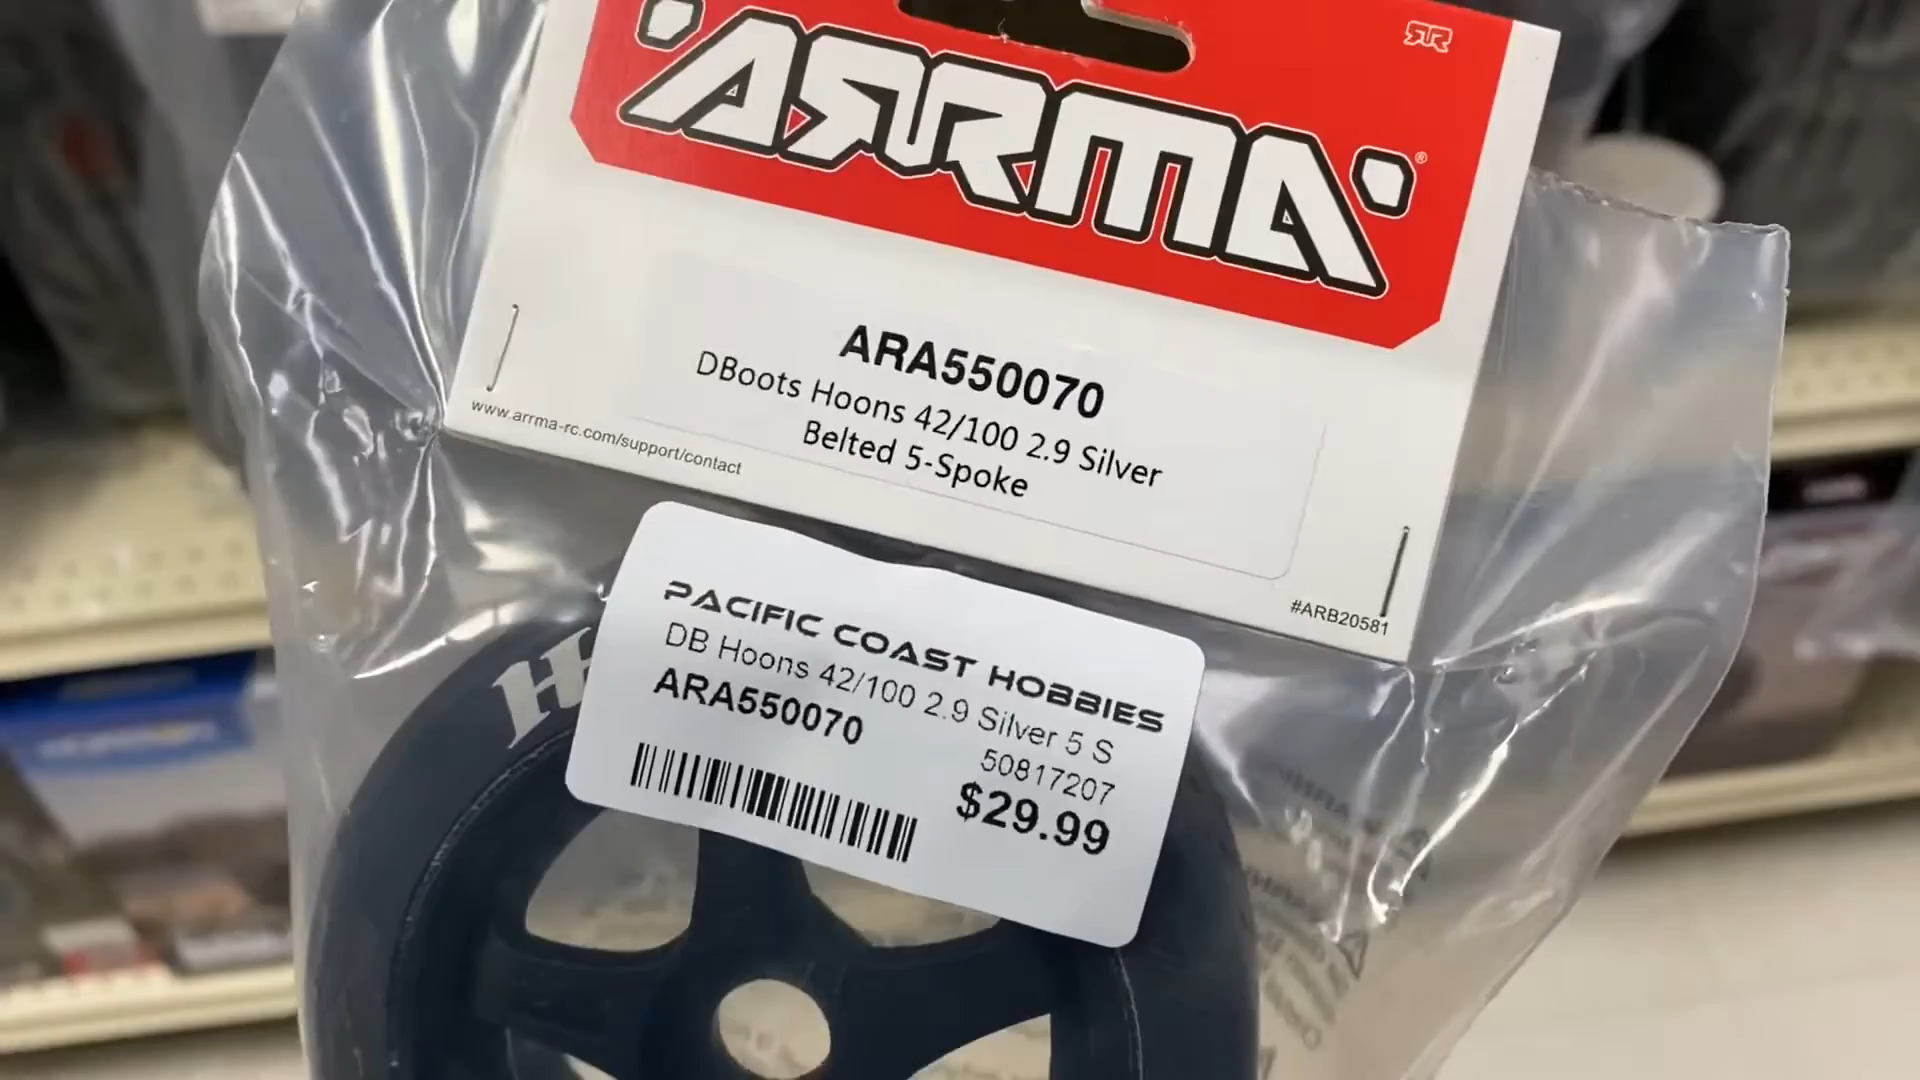 ARRMA®
ARA550070
DBoots Hoons 42/100 2.9 Silver
Belted 5-Spoke
www.arrma-rc.com/support/contact
#ARB20581
PACIFIC COAST HOBBIES
DB Hoons 42/100 2.9 Silver 5 S
ARA550070
50817207
$29.99